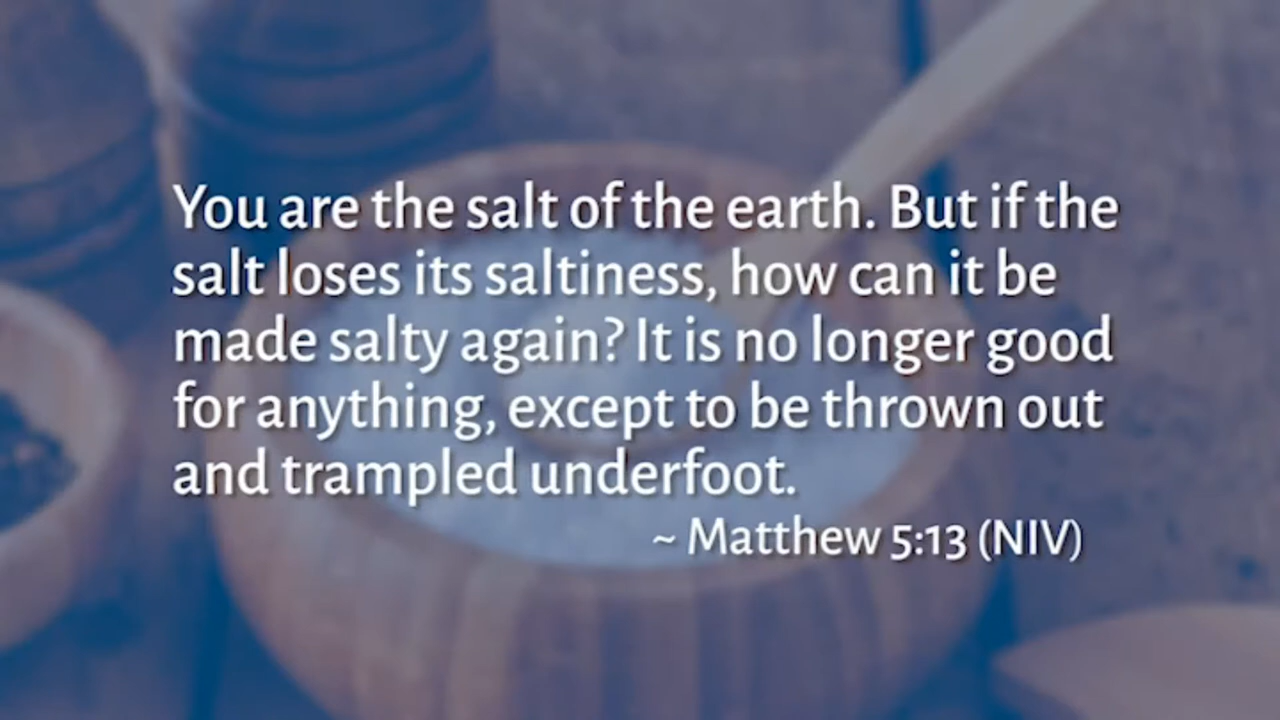 You are the salt of the earth. But if the
salt loses its saltiness, how can it be
made salty again? It is no longer good
for anything, except to be thrown out
and trampled underfoot.
~ Matthew 5:13 (NIV)